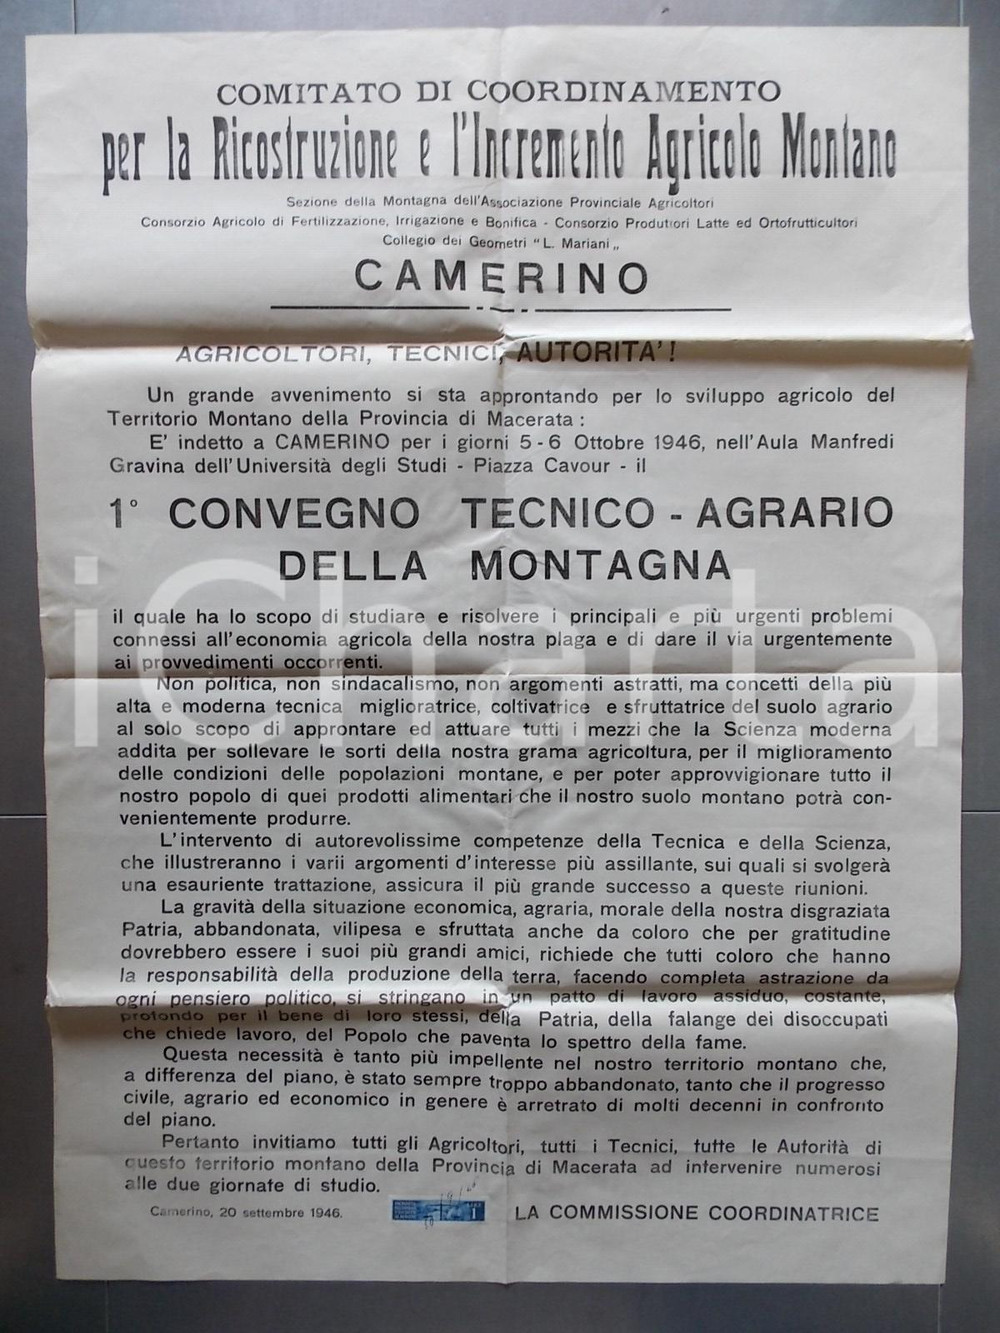 COMITATO DI COORDINAMENTO
per la Ricostruzione e l'Incremento Agricolo Montano
Sezione della Montagna dell'Associazione Provinciale Agricoltori
Consorzio Agricolo di Fertilizzazione, Irrigazione e Bonifica - Consorzio Produttori Latte ed Ortofrutticultori
Collegio dei Geometri "L. Mariani„
CAMERINO
AGRICOLTORI, TECNICI, AUTORITA'!
Un grande avvenimento si sta approntando per lo sviluppo agricolo del
Territorio Montano della Provincia di Macerata:
E' indetto a CAMERINO per i giorni 5-6 Ottobre 1946, nell'Aula Manfredi
Gravina dell'Università degli Studi - Piazza Cavour - il
1° CONVEGNO TECNICO - AGRARIO
DELLA MONTAGNA
il quale ha lo scopo di studiare e risolvere i principali e più urgenti problemi
connessi all'economia agricola della nostra plaga e di dare il via urgentemente
ai provvedimenti occorrenti.
Non politica, non sindacalismo, non argomenti astratti, ma concetti della più
alta e moderna tecnica miglioratrice, coltivatrice e sfruttatrice del suolo agrario
al solo scopo di approntare ed attuare tutti i mezzi che la Scienza moderna
addita per sollevare le sorti della nostra grama agricoltura, per il miglioramento
delle condizioni delle popolazioni montane, e per poter approvvigionare tutto il
nostro popolo di quei prodotti alimentari che il nostro suolo montano potrà con-
venientemente produrre.
L'intervento di autorevolissime competenze della Tecnica e della Scienza,
che illustreranno i varii argomenti d'interesse più assillante, sui quali si svolgerà
una esauriente trattazione, assicura il più grande successo a queste riunioni.
La gravità della situazione economica, agraria, morale della nostra disgraziata
Patria, abbandonata, vilipesa e sfruttata anche da coloro che per gratitudine
dovrebbero essere i suoi più grandi amici, richiede che tutti coloro che hanno
la responsabilità della produzione della terra, facendo completa astrazione da
ogni pensiero politico, si stringano in un patto di lavoro assiduo, costante,
profondo per il bene di loro stessi, della Patria, della falange dei disoccupati
che chiede lavoro, del Popolo che paventa lo spettro della fame.
Questa necessità è tanto più impellente nel nostro territorio montano che,
a differenza del piano, è stato sempre troppo abbandonato, tanto che il progresso
civile, agrario ed economico in genere è arretrato di molti decenni in confronto
del piano.
Pertanto invitiamo tutti gli Agricoltori, tutti i Tecnici, tutte le Autorità di
questo territorio montano della Provincia di Macerata ad intervenire numerosi
alle due giornate di studio.
Camerino, 20 settembre 1946.
LA COMMISSIONE COORDINATRICE
iCharta